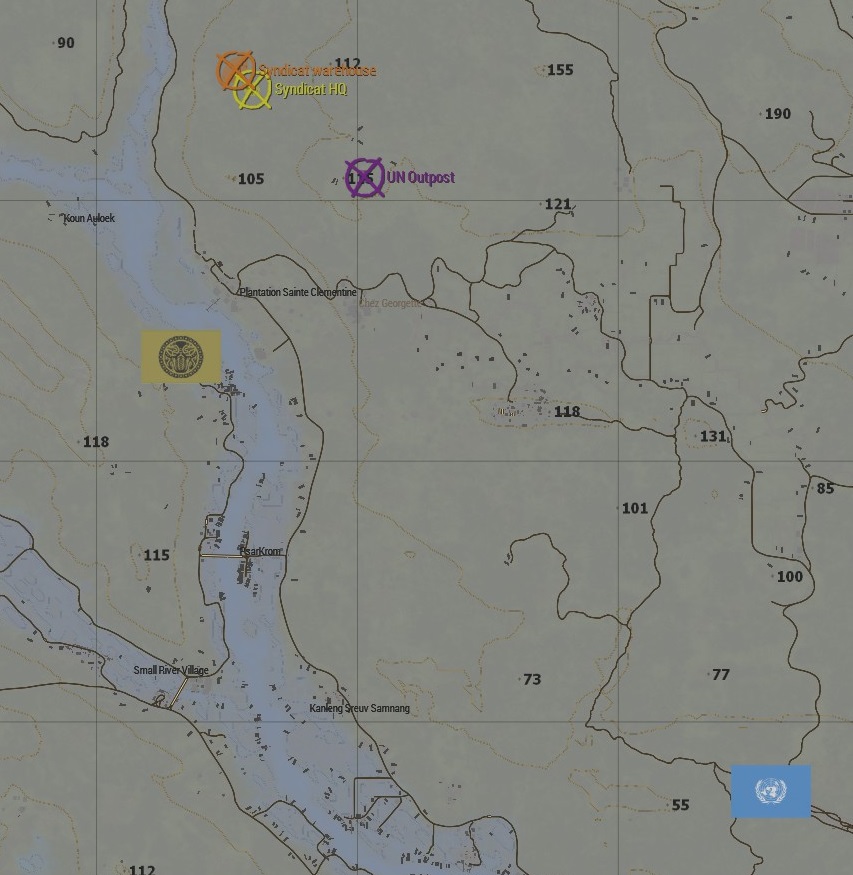 90
112
Syndicat warehouse
155
Syndicat HQ
190
105
UN Outpost
121
Koun Auloek
Plantation Sainte Clementine
Chez Georgette
118
131
118
85
101
PsarKrom
115
100
Small River Village
73
77
Kanleng Sreuv Samnang
55
112